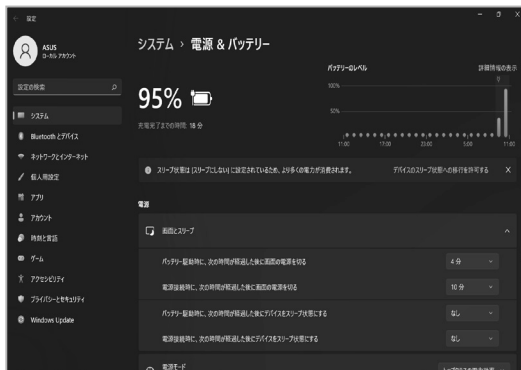 設定
ASUS
ローカル アカウント
設定の検索
システム
Bluetooth とデバイス
ネットワークとインターネット
個人用設定
アプリ
アカウント
時刻と言語
ゲーム
アクセシビリティ
プライバシーとセキュリティ
Windows Update
システム › 電源 & バッテリー
95%
充電完了までの時間: 18 分
バッテリーのレベル
詳細情報の表示
100%
50%
11:00 17:00 23:00 5:00 11:00
スリープ状態は [スリープにしない] に設定されているため、より多くの電力が消費されます。
デバイスのスリープ状態への移行を許可する
電源
画面とスリープ
バッテリー駆動時に、次の時間が経過した後に画面の電源を切る
4 分
電源接続時に、次の時間が経過した後に画面の電源を切る
10 分
バッテリー駆動時に、次の時間が経過した後にデバイスをスリープ状態にする
なし
電源接続時に、次の時間が経過した後にデバイスをスリープ状態にする
なし
電源モード